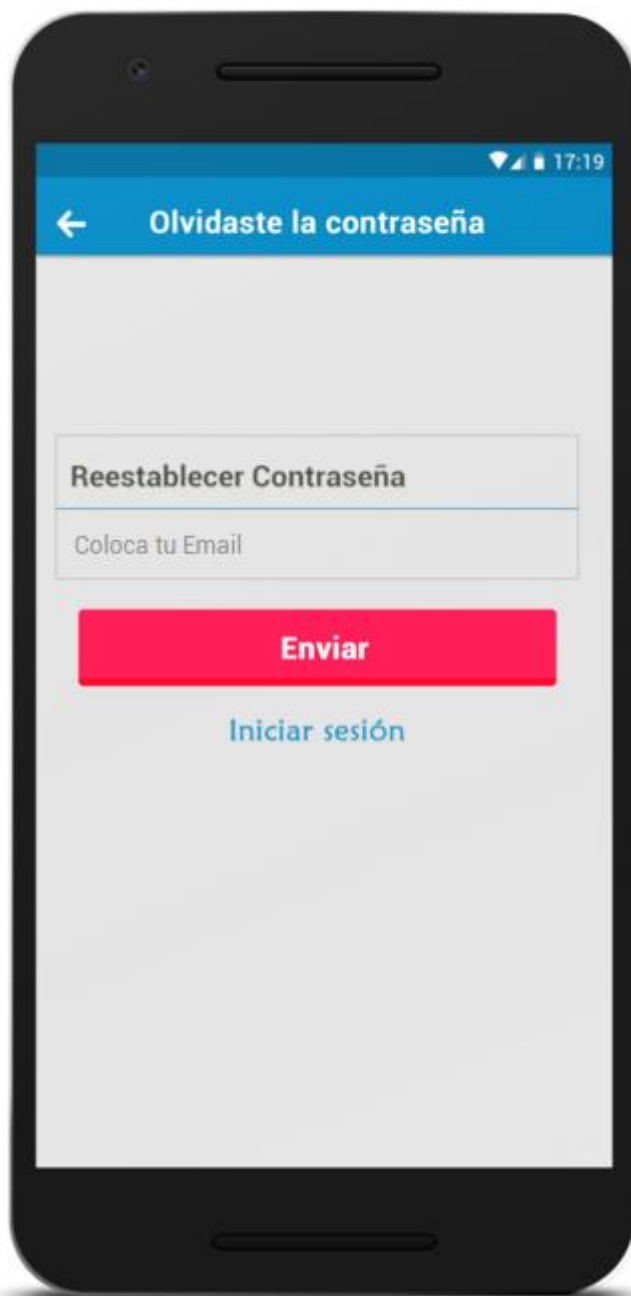 17:19
Olvidaste la contraseña
Reestablecer Contraseña
Coloca tu Email
Enviar
Iniciar sesión